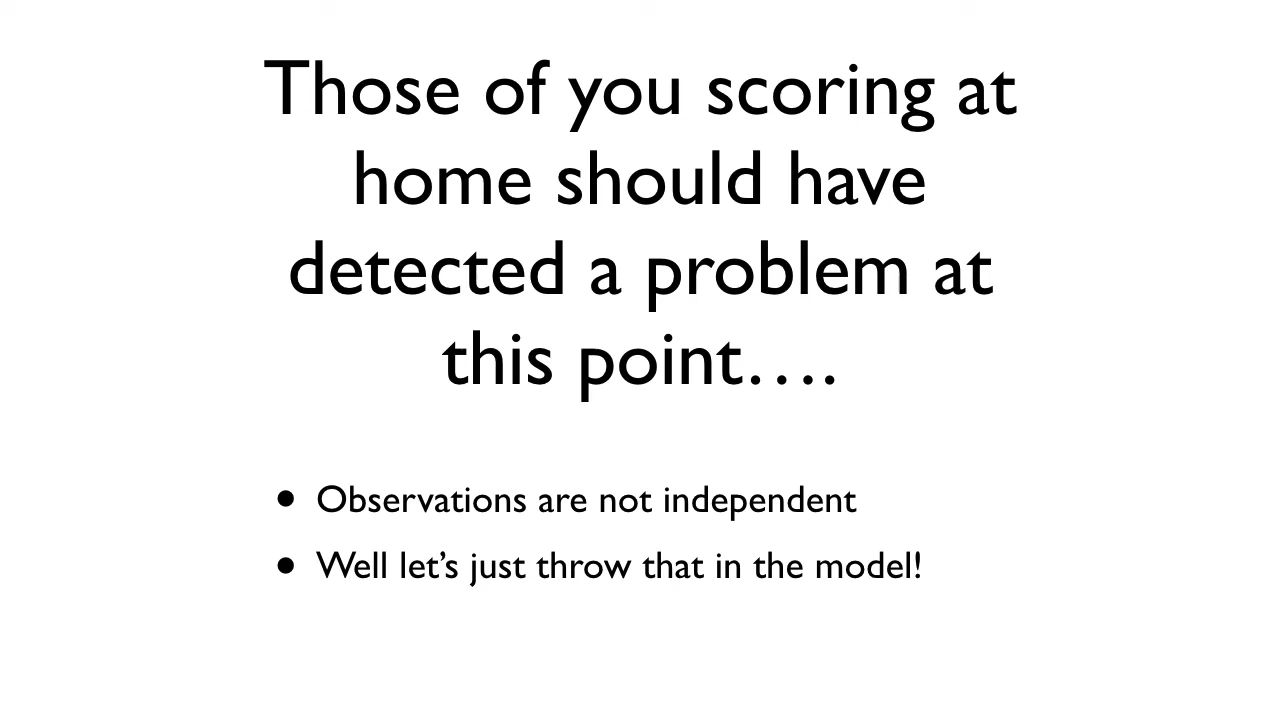 Those of you scoring at
home should have
detected a problem at
this point….
• Observations are not independent
• Well let’s just throw that in the model!